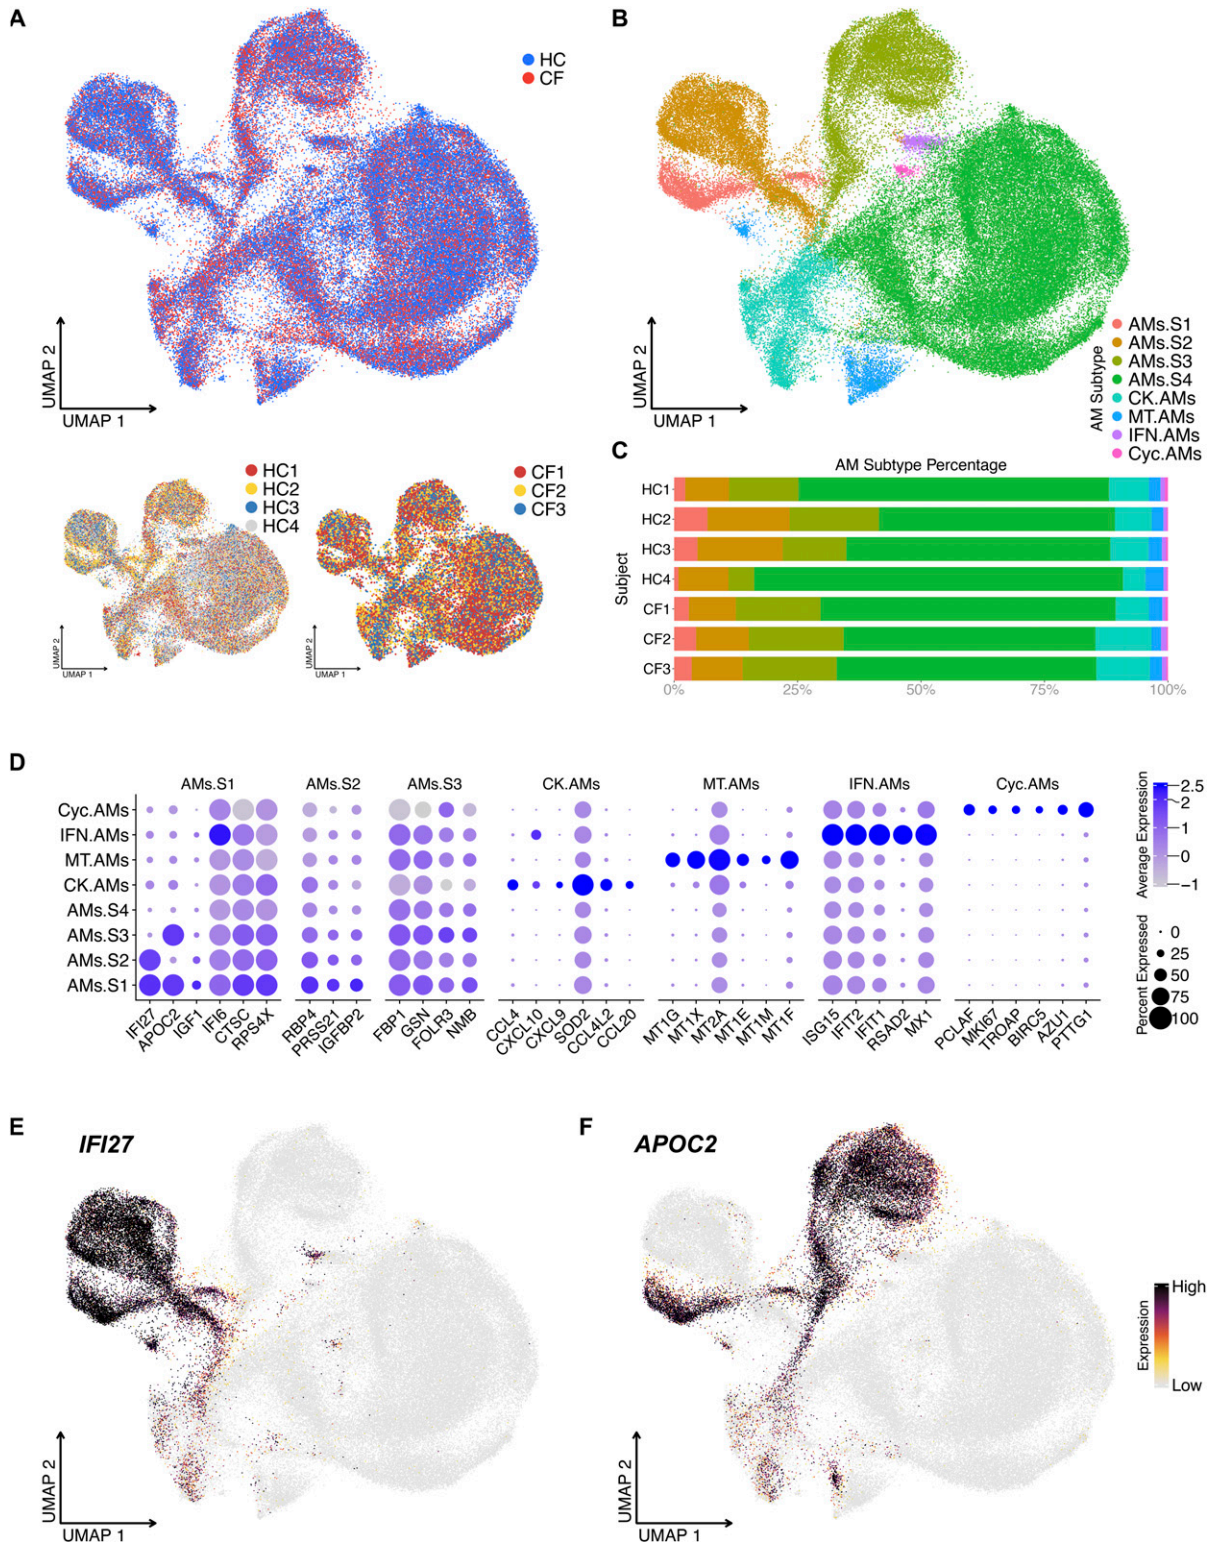 A
HC
CF
UMAP 2
UMAP 1
HC1
HC2
HC3
HC4
UMAP 2
UMAP 1
CF1
CF2
CF3
UMAP 2
UMAP 1
B
UMAP 2
UMAP 1
AM Subtype
AMs.S1
AMs.S2
AMs.S3
AMs.S4
CK.AMs
MT.AMs
IFN.AMs
Cyc.AMs
C
AM Subtype Percentage
Subject
HC1
HC2
HC3
HC4
CF1
CF2
CF3
0% 25% 50% 75% 100%
D
AMs.S1 AMs.S2 AMs.S3 CK.AMs MT.AMs IFN.AMs Cyc.AMs
Cyc.AMs
IFN.AMs
MT.AMs
CK.AMs
AMs.S4
AMs.S3
AMs.S2
AMs.S1
IFI27 APOC2 IGF1 IFI6 CTSC RPS4X RBP4 PRSS21 IGFBP2 FBP1 GSN FOLR3 NMB CCL4 CXCL10 CXCL9 SOD2 CCL4L2 CCL20 MT1G MT1X MT2A MT1E MT1M MT1F ISG15 IFIT2 IFIT1 RSAD2 MX1 PCLAF MKI67 TROAP BIRC5 AZU1 PTTG1
Average Expression
2.5
2
1
0
−1
Percent Expressed
0
25
50
75
100
E
IFI27
UMAP 2
UMAP 1
F
APOC2
UMAP 2
UMAP 1
Expression
High
Low